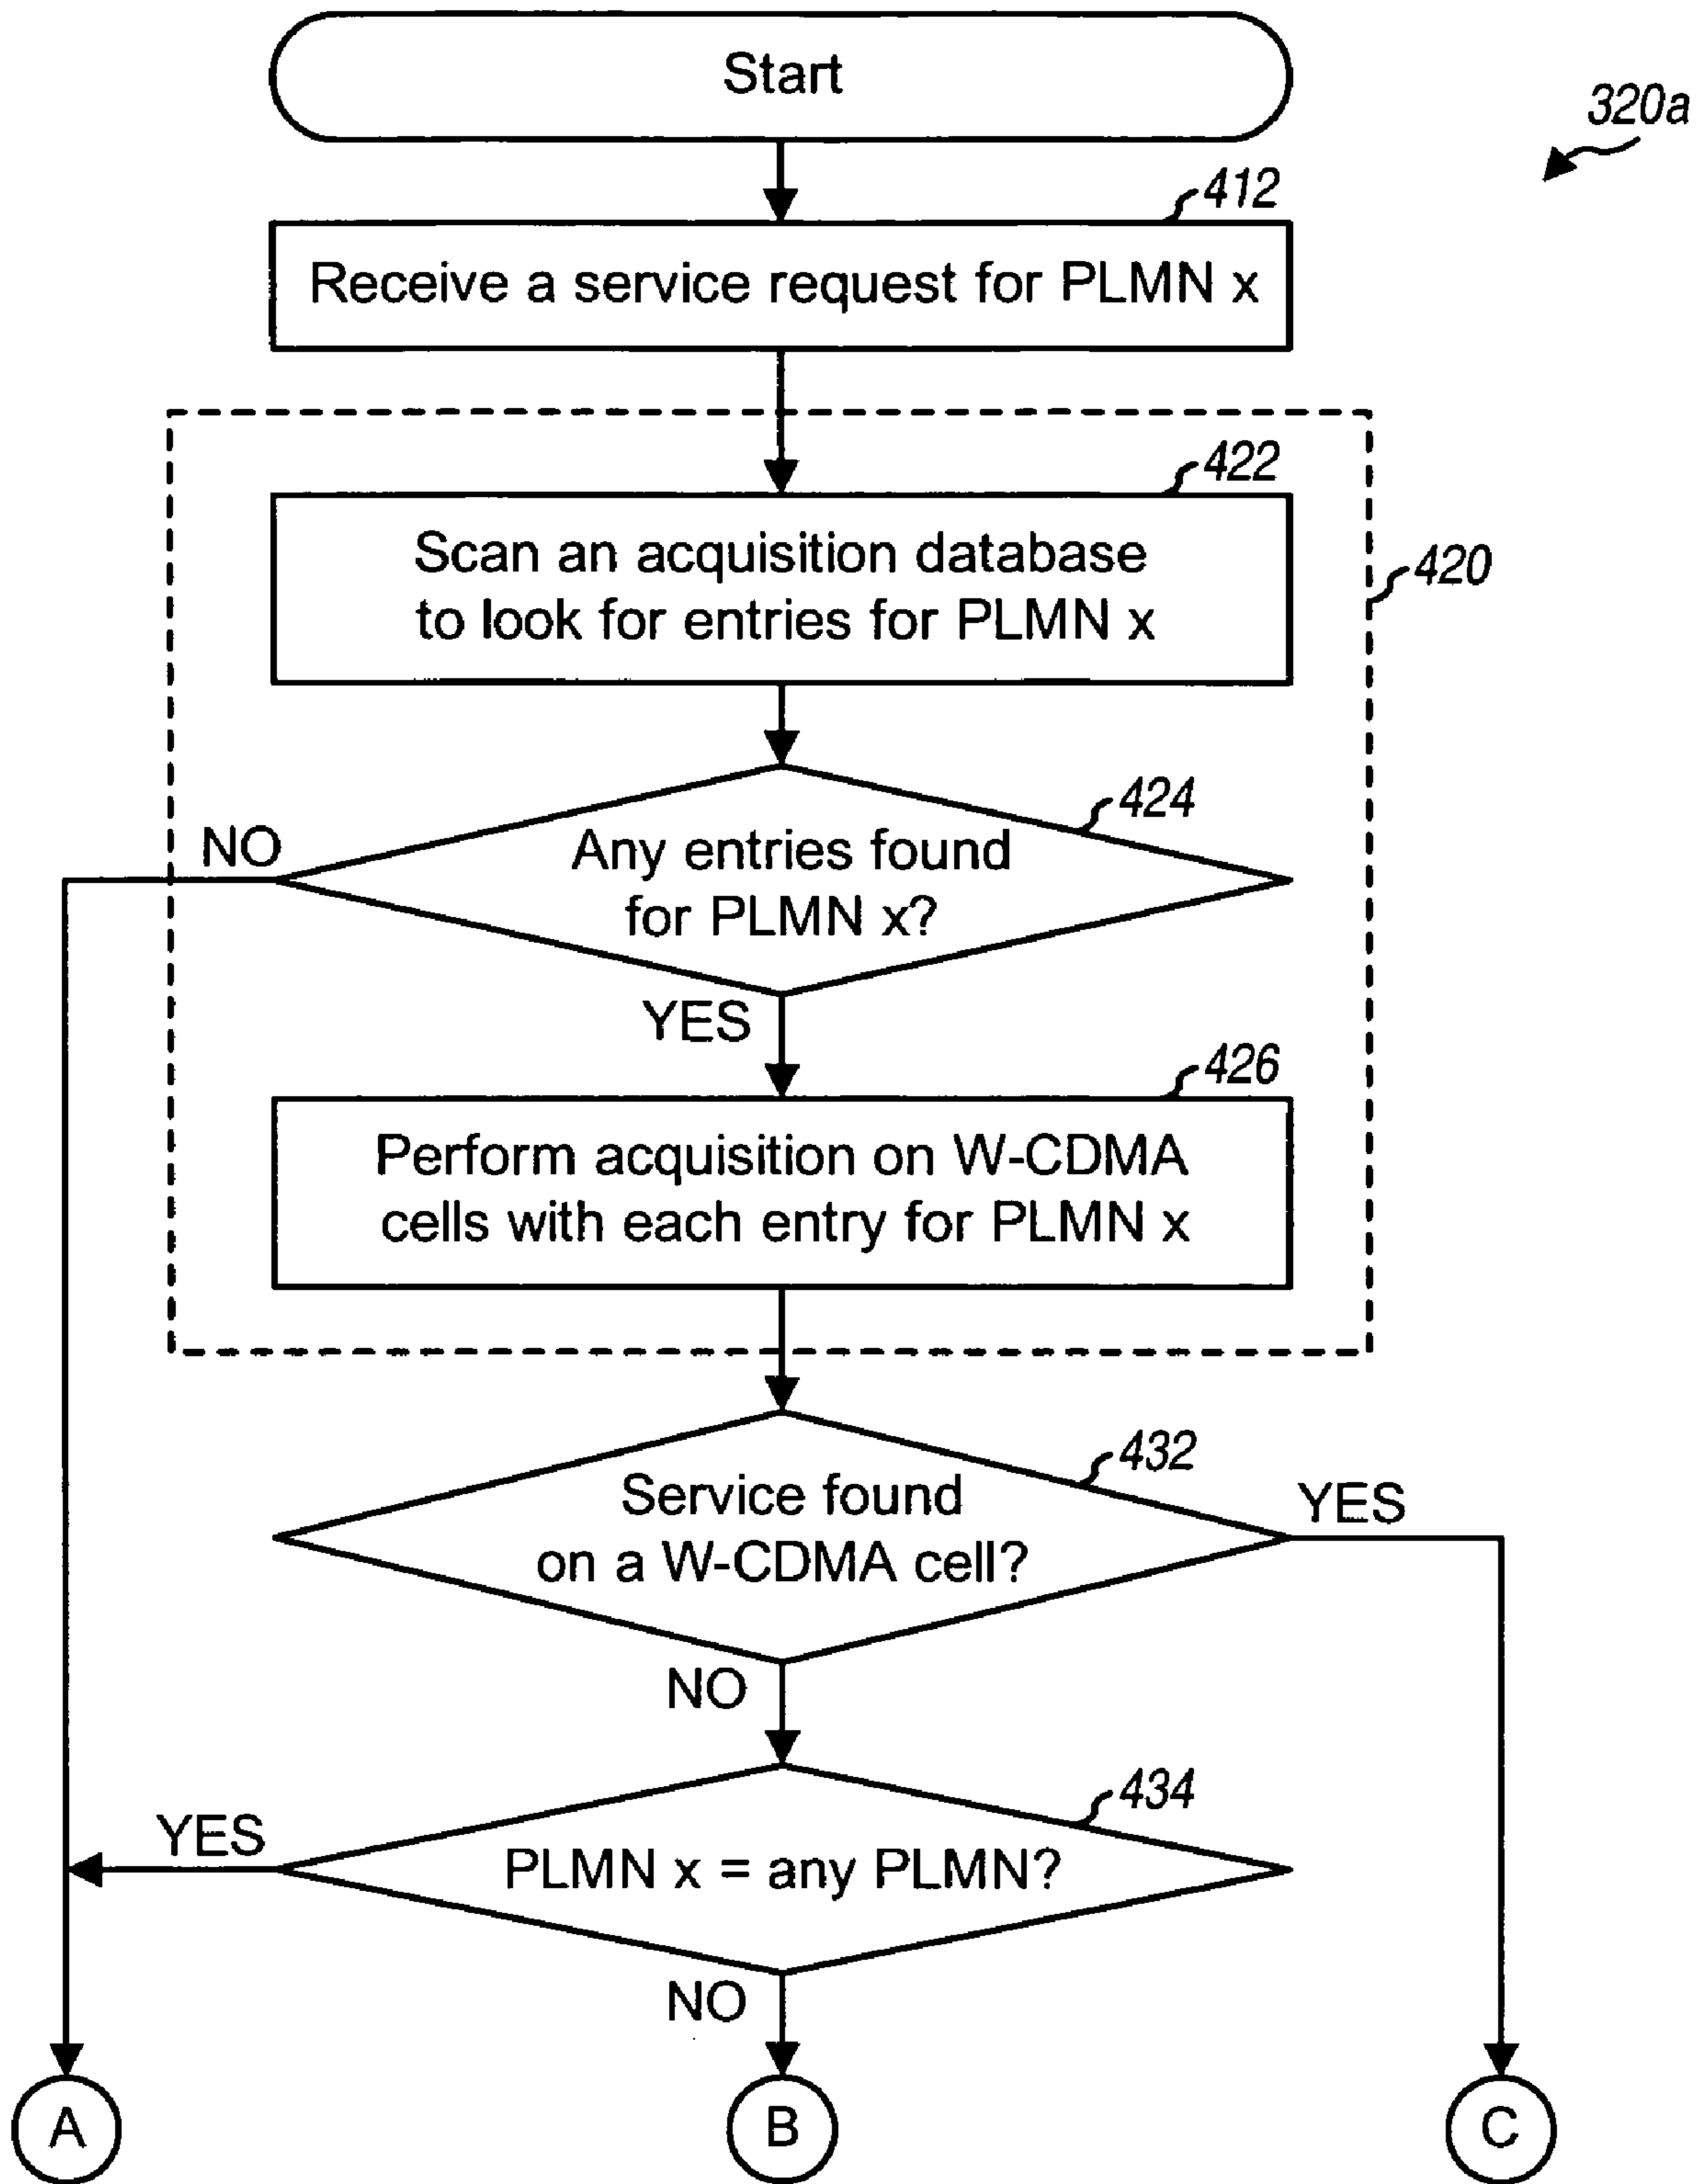 Start
320a
412
Receive a service request for PLMN x
422
Scan an acquisition database
to look for entries for PLMN x
420
424
NO
Any entries found
for PLMN x?
YES
426
Perform acquisition on W-CDMA
cells with each entry for PLMN x
432
Service found
on a W-CDMA cell?
YES
NO
434
YES
PLMN x = any PLMN?
NO
A
B
C